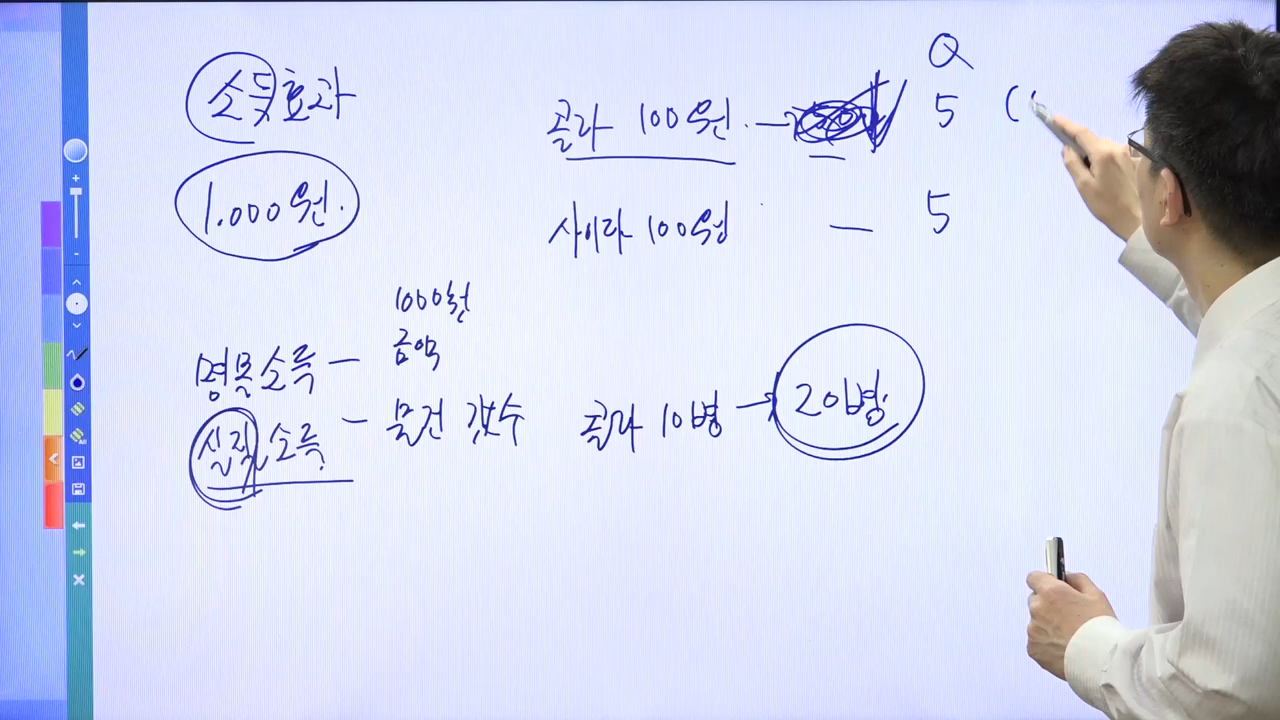 소득효과
1.000원.
명목소득 – 1000원
금액
실질소득 – 물건 갯수
콜라 10병 → 20병.
Q
콜라 100원. → 5 (
사이다 100원 — 5